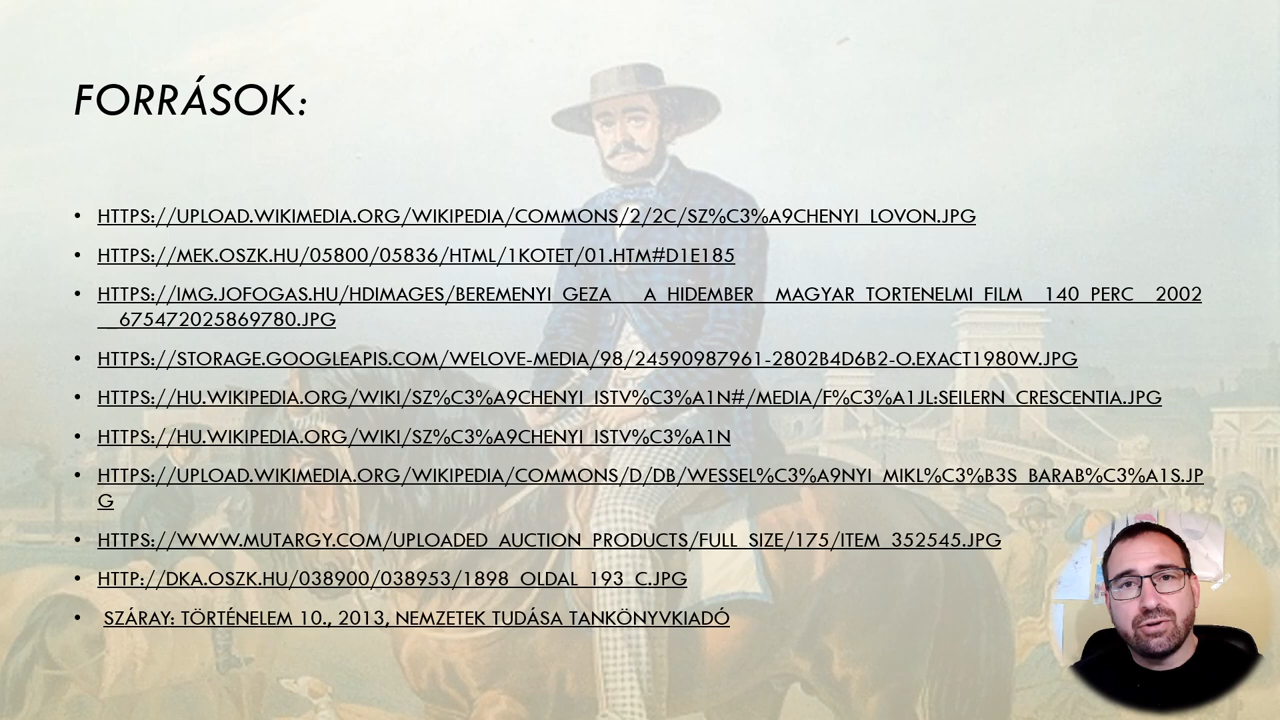 FORRÁSOK:
• HTTPS://UPLOAD.WIKIMEDIA.ORG/WIKIPEDIA/COMMONS/2/2C/SZ%C3%A9CHENYI_LOVON.JPG
• HTTPS://MEK.OSZK.HU/05800/05836/HTML/1KOTET/01.HTM#D1E185
• HTTPS://IMG.JOFOGAS.HU/HDIMAGES/BEREMENYI_GEZA___A_HIDEMBER__MAGYAR_TORTENELMI_FILM__140_PERC__2002
__675472025869780.JPG
• HTTPS://STORAGE.GOOGLEAPIS.COM/WELOVE-MEDIA/98/24590987961-2802B4D6B2-O.EXACT1980W.JPG
• HTTPS://HU.WIKIPEDIA.ORG/WIKI/SZ%C3%A9CHENYI_ISTV%C3%A1N#/MEDIA/F%C3%A1JL:SEILERN_CRESCENTIA.JPG
• HTTPS://HU.WIKIPEDIA.ORG/WIKI/SZ%C3%A9CHENYI_ISTV%C3%A1N
• HTTPS://UPLOAD.WIKIMEDIA.ORG/WIKIPEDIA/COMMONS/D/DB/WESSEL%C3%A9NYI_MIKL%C3%B3S_BARAB%C3%A1S.JP
G
• HTTPS://WWW.MUTARGY.COM/UPLOADED_AUCTION_PRODUCTS/FULL_SIZE/175/ITEM_352545.JPG
• HTTP://DKA.OSZK.HU/038900/038953/1898_OLDAL_193_C.JPG
• SZÁRAY: TÖRTÉNELEM 10., 2013, NEMZETEK TUDÁSA TANKÖNYVKIADÓ